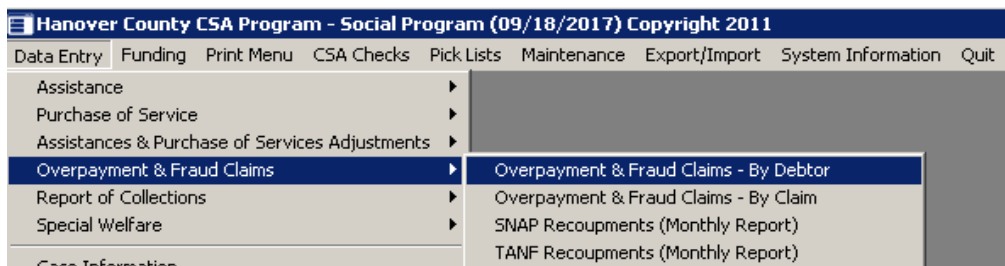 Hanover County CSA Program - Social Program (09/18/2017) Copyright 2011
Data Entry Funding Print Menu CSA Checks Pick Lists Maintenance Export/Import System Information Quit
Assistance
Purchase of Service
Assistances & Purchase of Services Adjustments
Overpayment & Fraud Claims Overpayment & Fraud Claims - By Debtor
Report of Collections Overpayment & Fraud Claims - By Claim
Special Welfare SNAP Recoupments (Monthly Report)
TANF Recoupments (Monthly Report)
Case Information